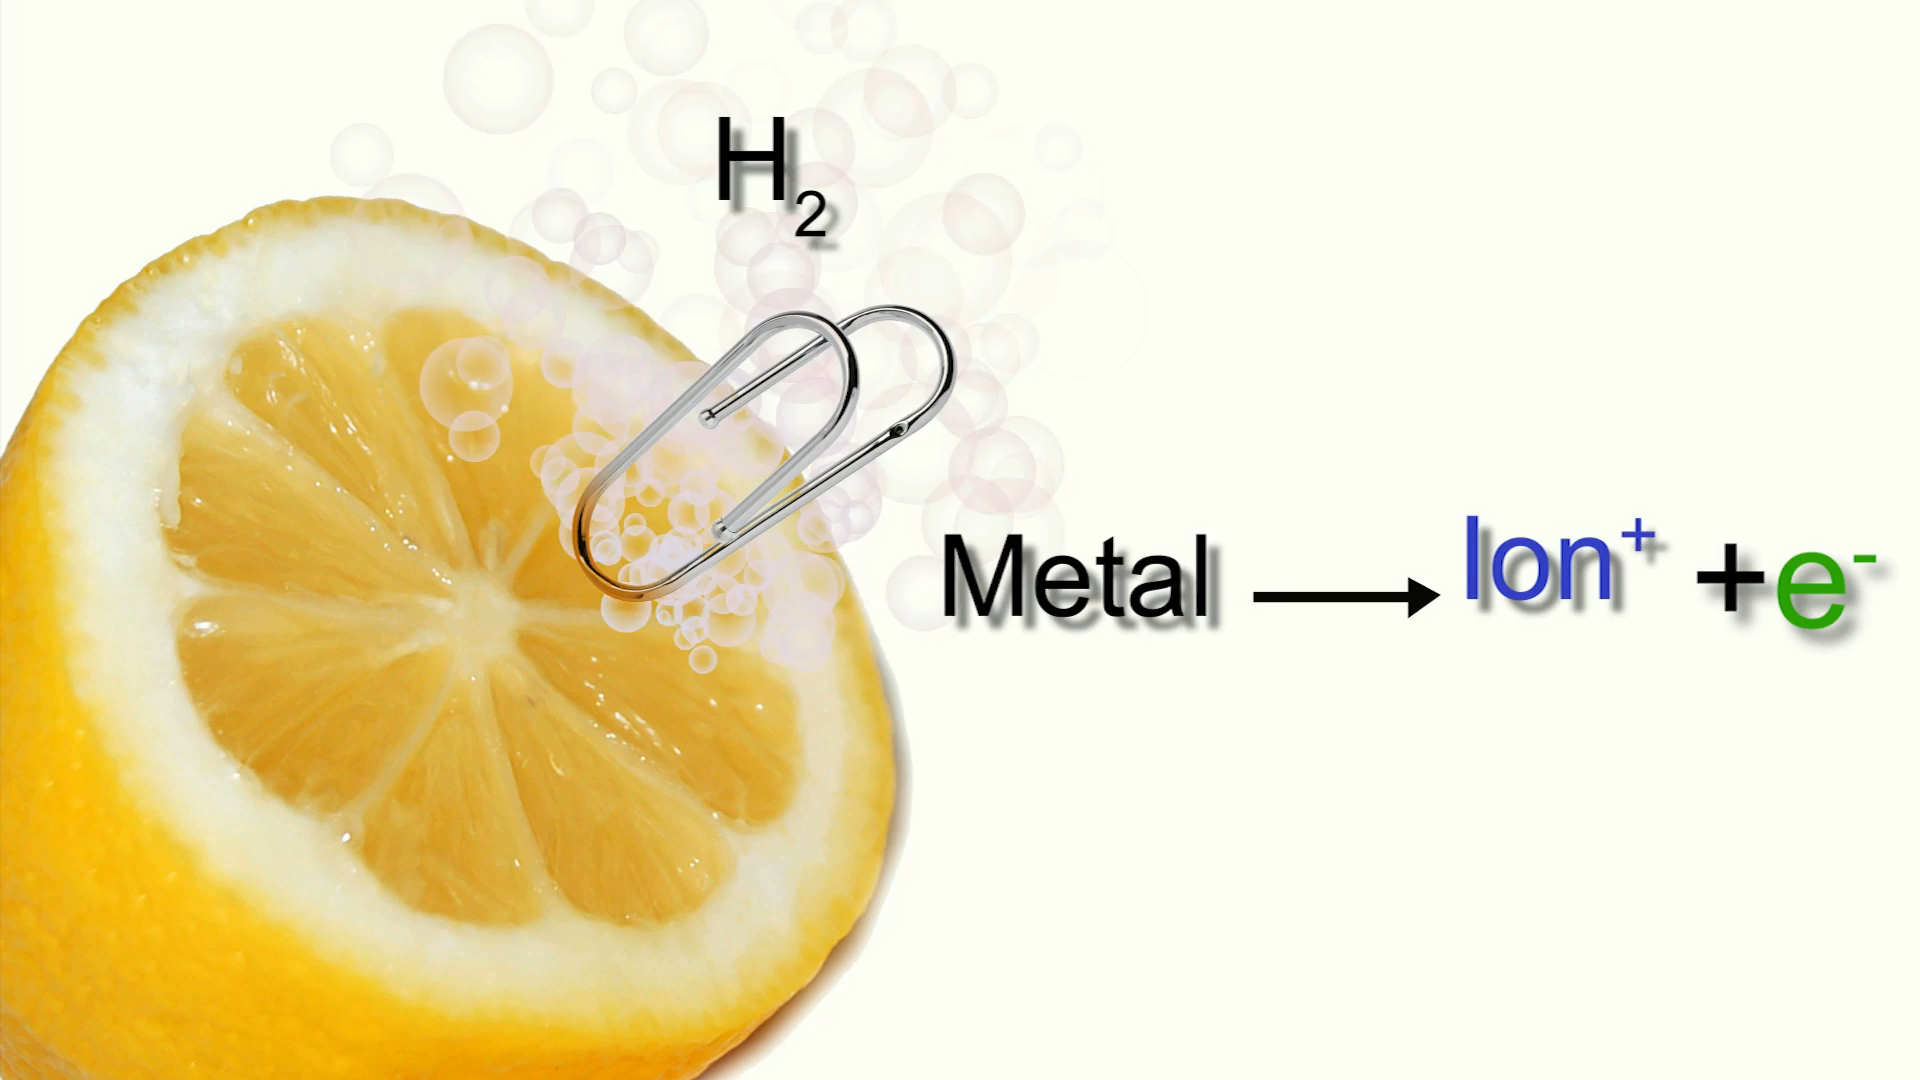 H₂
Metal → Ion⁺ + e⁻